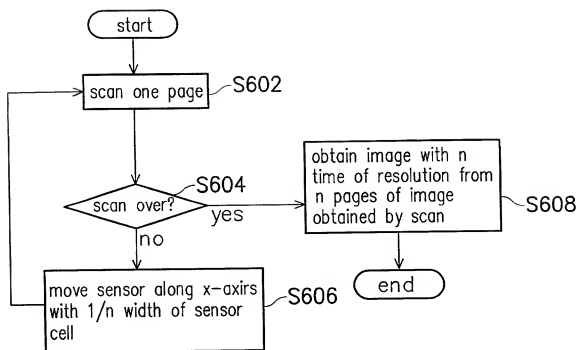 start
scan one page
S602
scan over?
S604
yes
no
move sensor along x-axirs
with 1/n width of sensor
cell
S606
obtain image with n
time of resolution from
n pages of image
obtained by scan
S608
end